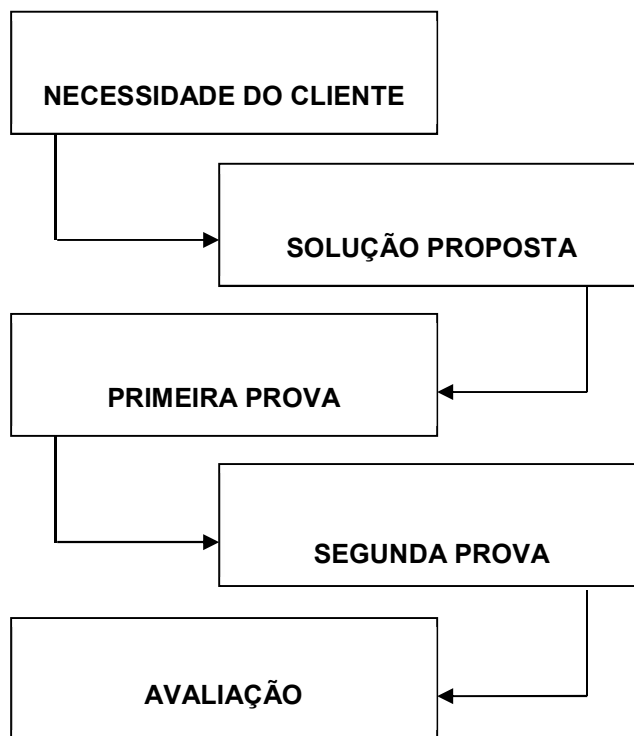 NECESSIDADE DO CLIENTE
SOLUÇÃO PROPOSTA
PRIMEIRA PROVA
SEGUNDA PROVA
AVALIAÇÃO